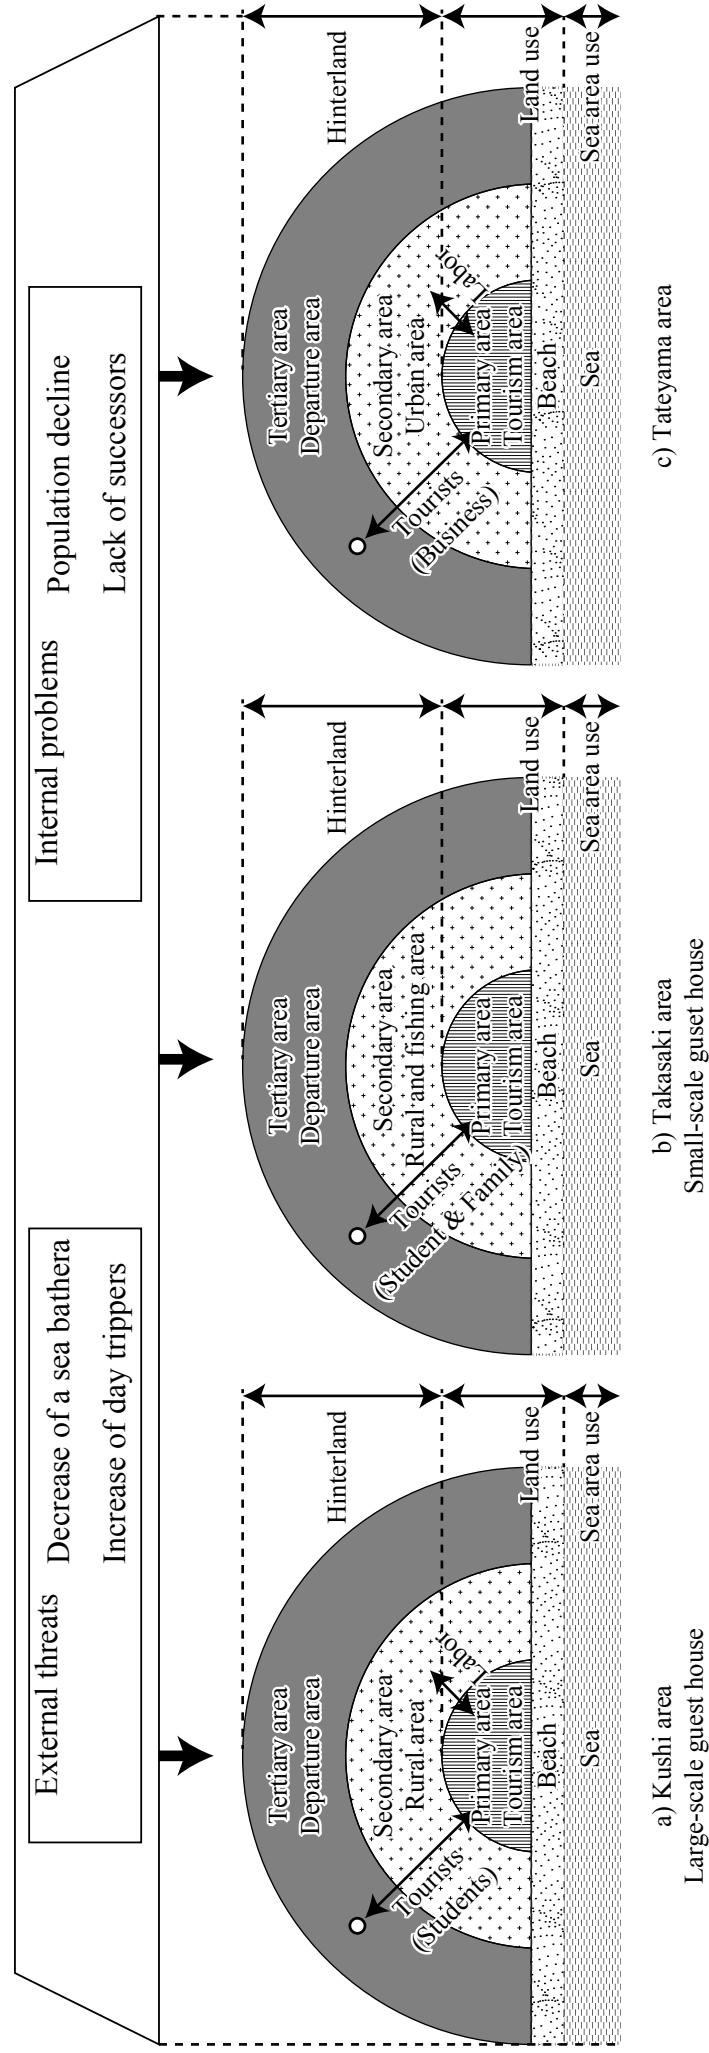 External threats
Decrease of a sea bathera
Increase of day trippers
Internal problems
Population decline
Lack of successors
Tertiary area
Departure area
Secondary area
Rural area
Labor
Primary area
Tourism area
Tourists
(Students)
Beach
Sea
Hinterland
Land use
Sea area use
a) Kushi area
Large-scale guest house
Tertiary area
Departure area
Secondary area
Rural and fishing area
Primary area
Tourism area
Tourists
(Student & Family)
Beach
Sea
Hinterland
Land use
Sea area use
b) Takasaki area
Small-scale guset house
Tertiary area
Departure area
Secondary area
Urban area
Labor
Primary area
Tourism area
Tourists
(Business)
Beach
Sea
Hinterland
Land use
Sea area use
c) Tateyama area